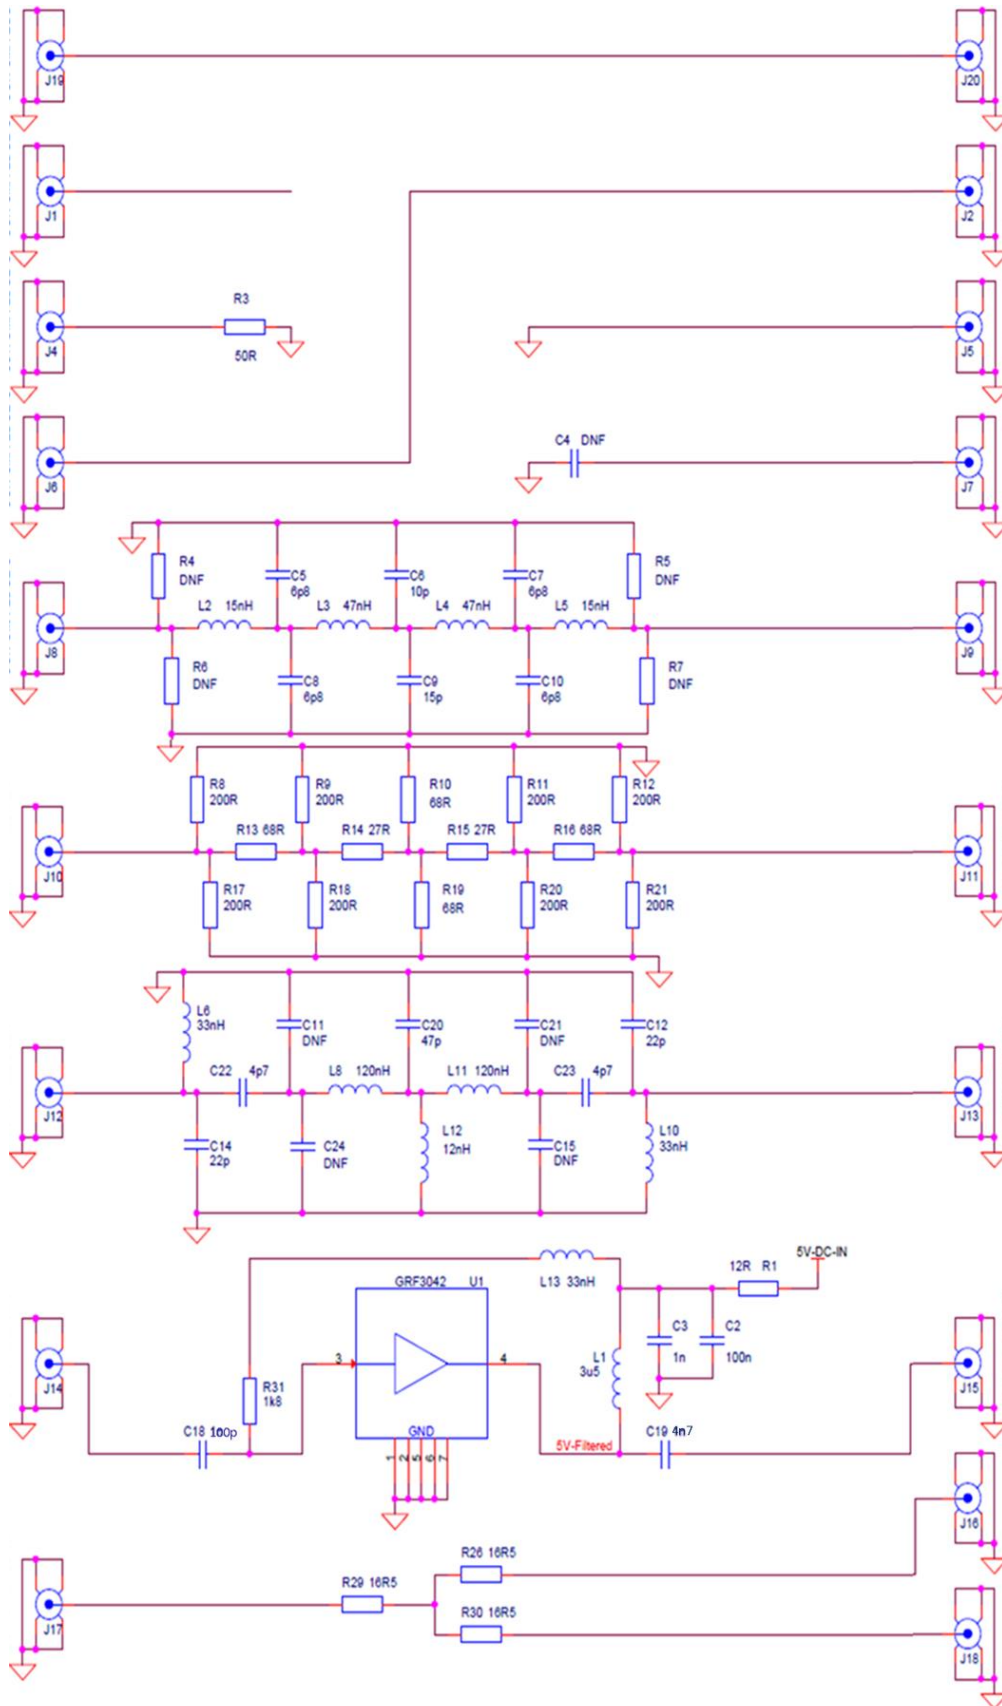 J19 J20
J1 J2
R3
J4 J5
50R
C4 DNF
J6 J7
R4 R5
DNF C5 C6 C7 DNF
6p8 10p 6p8
L2 15nH L3 47nH L4 47nH L5 15nH
J8 J9
R6 R7
DNF C8 C9 C10 DNF
6p8 15p 6p8
R8 R9 R10 R11 R12
200R 200R 68R 200R 200R
R13 68R R14 27R R15 27R R16 68R
J10 J11
R17 R18 R19 R20 R21
200R 200R 68R 200R 200R
L6
33nH C11 C20 C21 C12
DNF 47p DNF 22p
C22 4p7 L8 120nH L11 120nH C23 4p7
J12 J13
L12 L10
C14 C24 12nH C15 33nH
22p DNF DNF
5V-DC-IN
L13 33nH 12R R1
GRF3042 U1
C3 C2
L1 1n 100n
3 4 3u5
J14 J15
R31
1k8
C18 100p GND 5V-Filtered C19 4n7
1 2 5 6 7
J16
R26 16R5
R29 16R5
R30 16R5
J17 J18